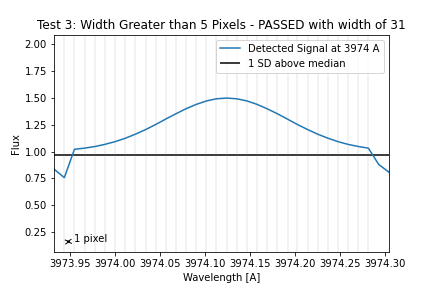 Test 3: Width Greater than 5 Pixels - PASSED with width of 31
Detected Signal at 3974 A
1 SD above median
2.00
1.75
1.50
1.25
1.00
0.75
0.50
0.25
Flux
1 pixel
3973.95 3974.00 3974.05 3974.10 3974.15 3974.20 3974.25 3974.30
Wavelength [A]